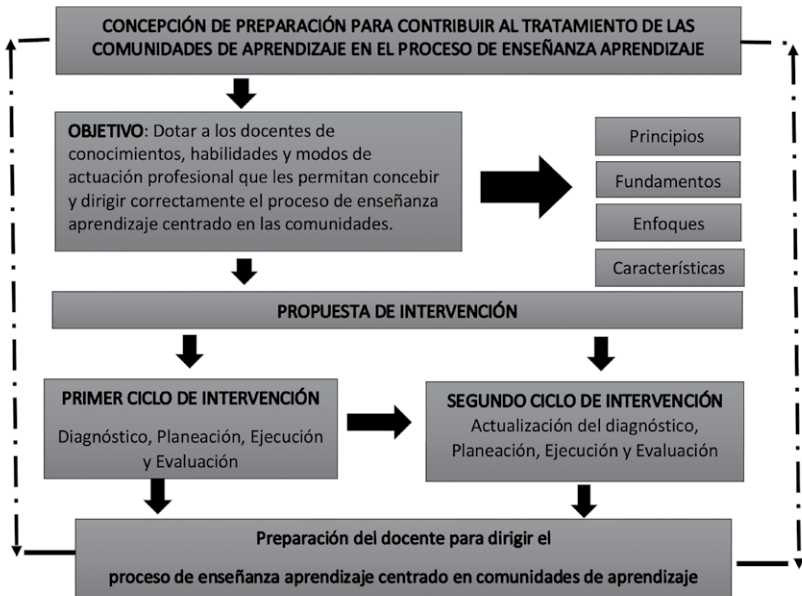 CONCEPCIÓN DE PREPARACIÓN PARA CONTRIBUIR AL TRATAMIENTO DE LAS
COMUNIDADES DE APRENDIZAJE EN EL PROCESO DE ENSEÑANZA APRENDIZAJE
OBJETIVO: Dotar a los docentes de
conocimientos, habilidades y modos de
actuación profesional que les permitan concebir
y dirigir correctamente el proceso de enseñanza
aprendizaje centrado en las comunidades.
Principios
Fundamentos
Enfoques
Características
PROPUESTA DE INTERVENCIÓN
PRIMER CICLO DE INTERVENCIÓN
Diagnóstico, Planeación, Ejecución
y Evaluación
SEGUNDO CICLO DE INTERVENCIÓN
Actualización del diagnóstico,
Planeación, Ejecución y Evaluación
Preparación del docente para dirigir el
proceso de enseñanza aprendizaje centrado en comunidades de aprendizaje